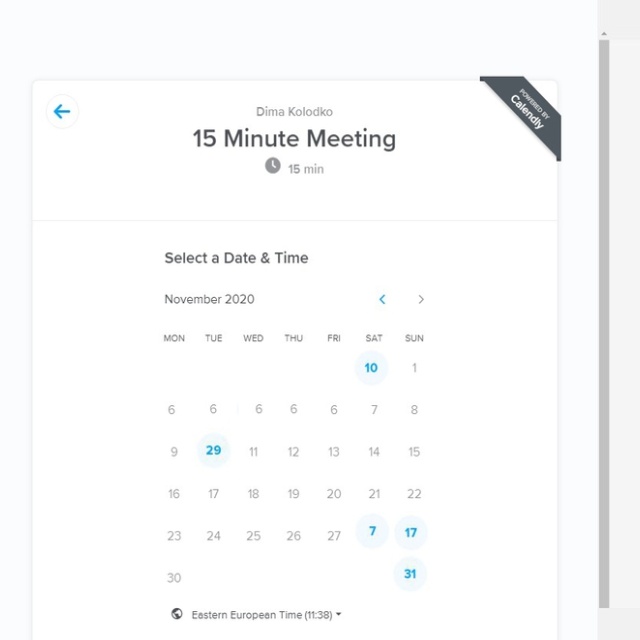 POWERED BY
Calendly
Dima Kolodko
15 Minute Meeting
15 min
Select a Date & Time
November 2020
MON TUE WED THU FRI SAT SUN
10 1
6 6 6 6 6 7 8
9 29 11 12 13 14 15
16 17 18 19 20 21 22
23 24 25 26 27 7 17
30 31
Eastern European Time (11:38)